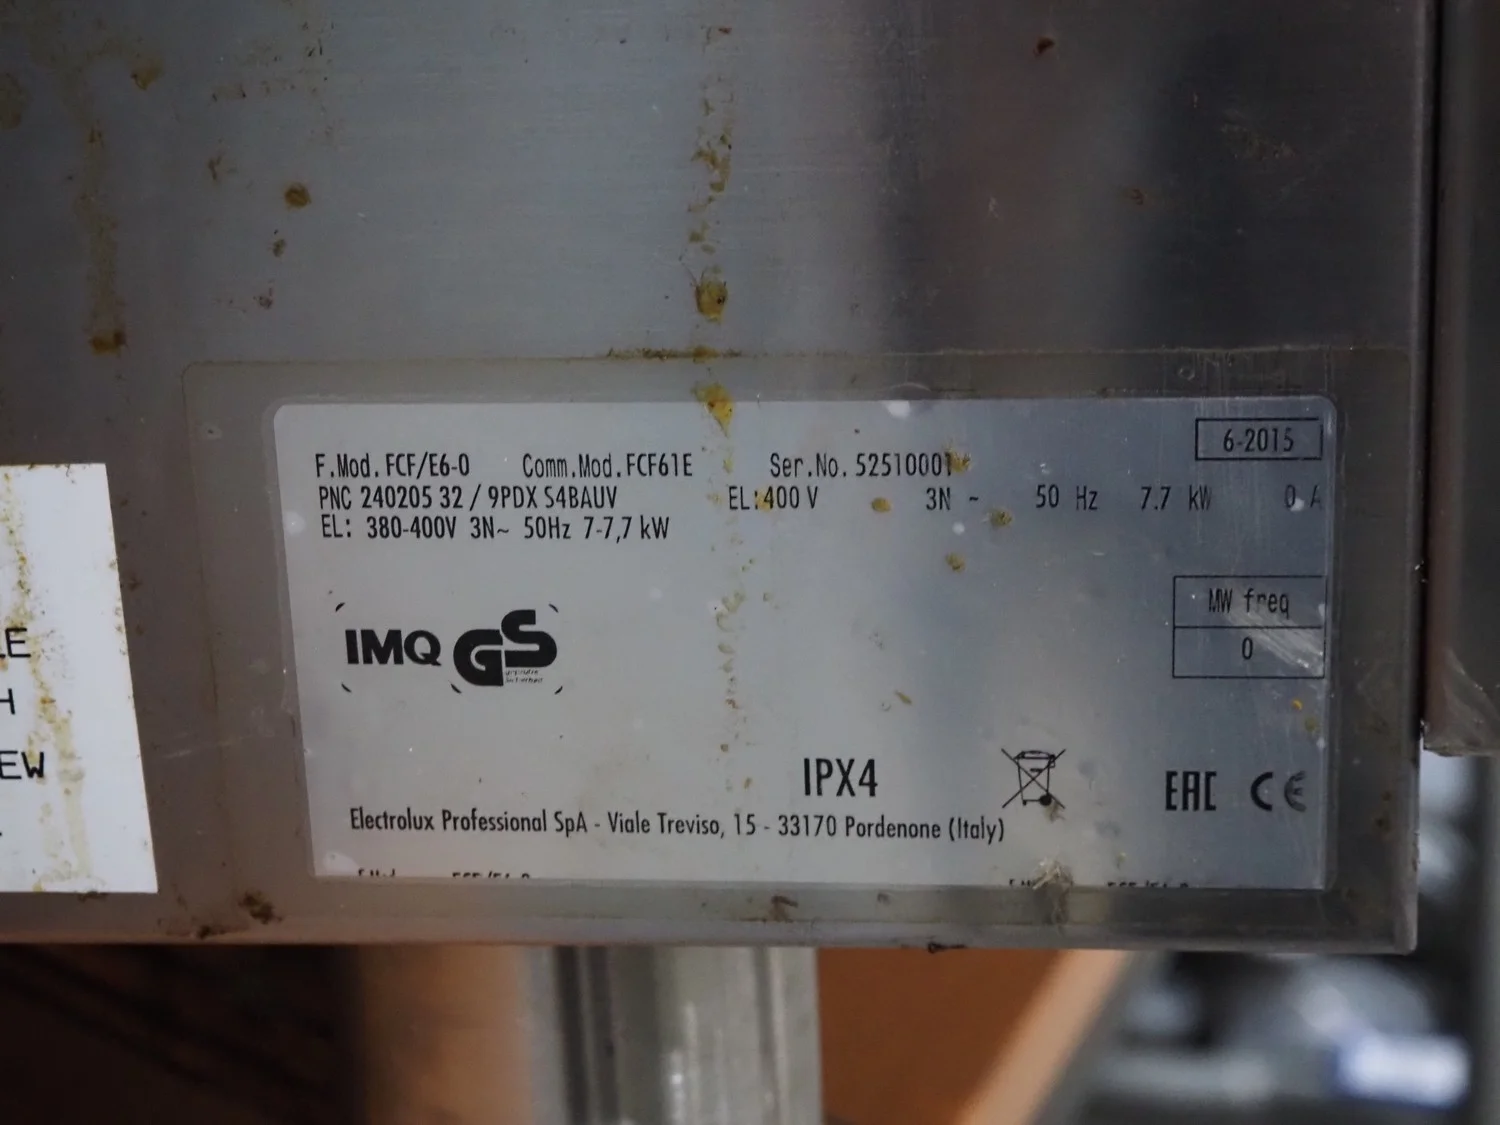 6-2015
F.Mod. FCF/E6-0 Comm.Mod. FCF61E Ser.No. 52510001
PNC 240205 32 / 9PDX S4BAUV EL: 400 V 3N ~ 50 Hz 7.7 kW 0 A
EL: 380-400V 3N~ 50Hz 7-7,7 kW
MW freq
0
IMQ GS
LE
H
EW
IPX4
EAC CE
Electrolux Professional SpA - Viale Treviso, 15 - 33170 Pordenone (Italy)